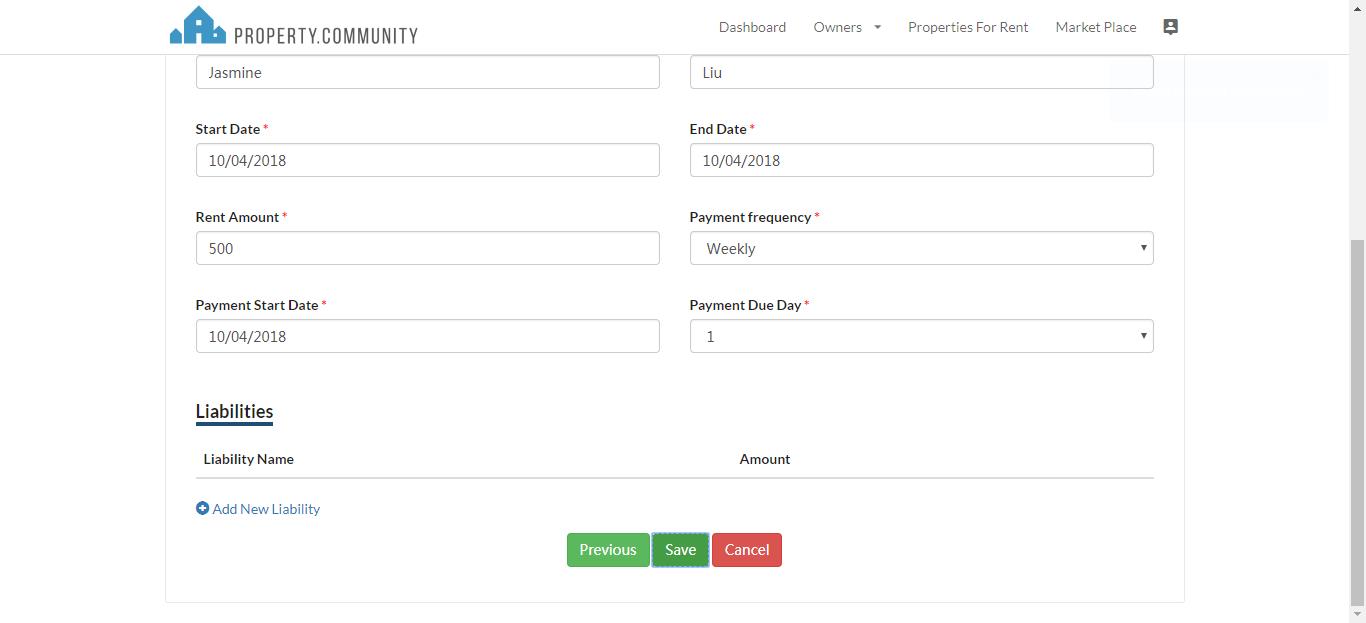 PROPERTY.COMMUNITY
Dashboard Owners Properties For Rent Market Place
Jasmine Liu
Start Date * End Date *
10/04/2018 10/04/2018
Rent Amount * Payment frequency *
500 Weekly
Payment Start Date * Payment Due Day *
10/04/2018 1
Liabilities
Liability Name Amount
Add New Liability
Previous Save Cancel